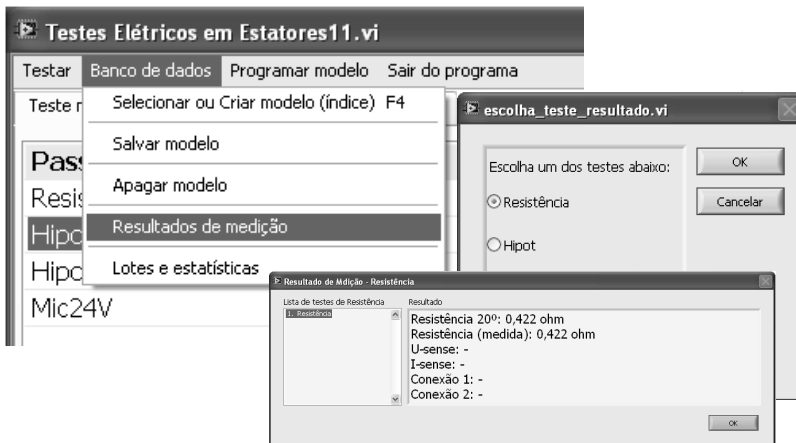 Testes Elétricos em Estatores11.vi
Testar Banco de dados Programar modelo Sair do programa
Teste
Selecionar ou Criar modelo (índice) F4
Salvar modelo
Apagar modelo
Resultados de medição
Lotes e estatísticas
Pas
Resis
Hipo
Hipo
Mic24V
escolha_teste_resultado.vi
Escolha um dos testes abaixo:
Resistência
Hipot
OK
Cancelar
Resultado de Mdição - Resistência
Lista de testes de Resistência
1. Resistência
Resultado
Resistência 20º: 0,422 ohm
Resistência (medida): 0,422 ohm
U-sense: -
I-sense: -
Conexão 1: -
Conexão 2: -
OK